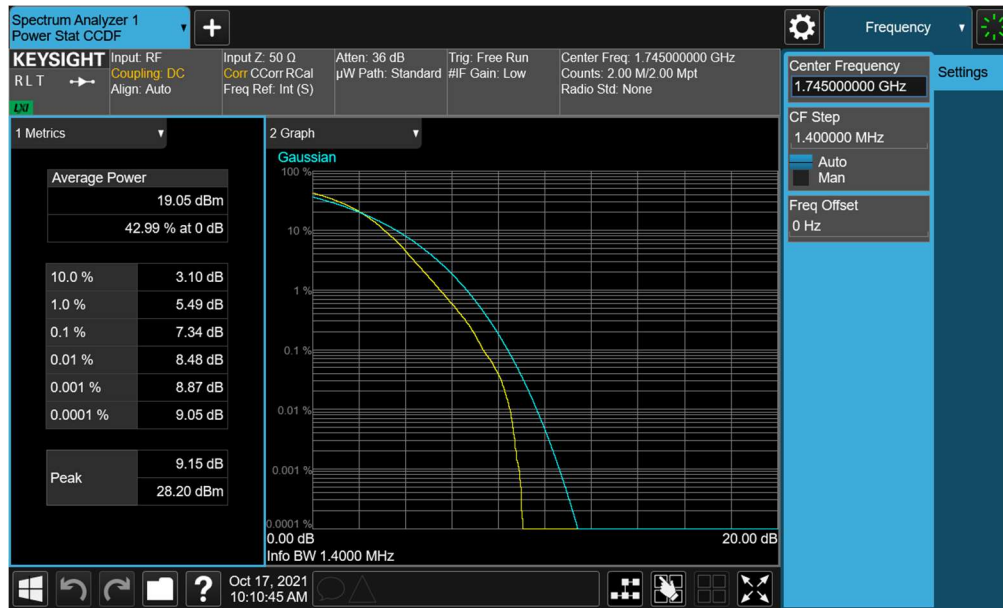 Spectrum Analyzer 1
Power Stat CCDF
Frequency
KEYSIGHT
RLT
LXI
Input: RF
Coupling: DC
Align: Auto
Input Z: 50 Ω
Corr CCorr RCal
Freq Ref: Int (S)
Atten: 36 dB
µW Path: Standard
Trig: Free Run
#IF Gain: Low
Center Freq: 1.745000000 GHz
Counts: 2.00 M/2.00 Mpt
Radio Std: None
Center Frequency
1.745000000 GHz
Settings
CF Step
1.400000 MHz
Auto
Man
Freq Offset
0 Hz
1 Metrics
Average Power
19.05 dBm
42.99 % at 0 dB
10.0 % 3.10 dB
1.0 % 5.49 dB
0.1 % 7.34 dB
0.01 % 8.48 dB
0.001 % 8.87 dB
0.0001 % 9.05 dB
Peak
9.15 dB
28.20 dBm
2 Graph
Gaussian
100 %
10 %
1 %
0.1 %
0.01 %
0.001 %
0.0001 %
0.00 dB 20.00 dB
Info BW 1.4000 MHz
?
Oct 17, 2021
10:10:45 AM